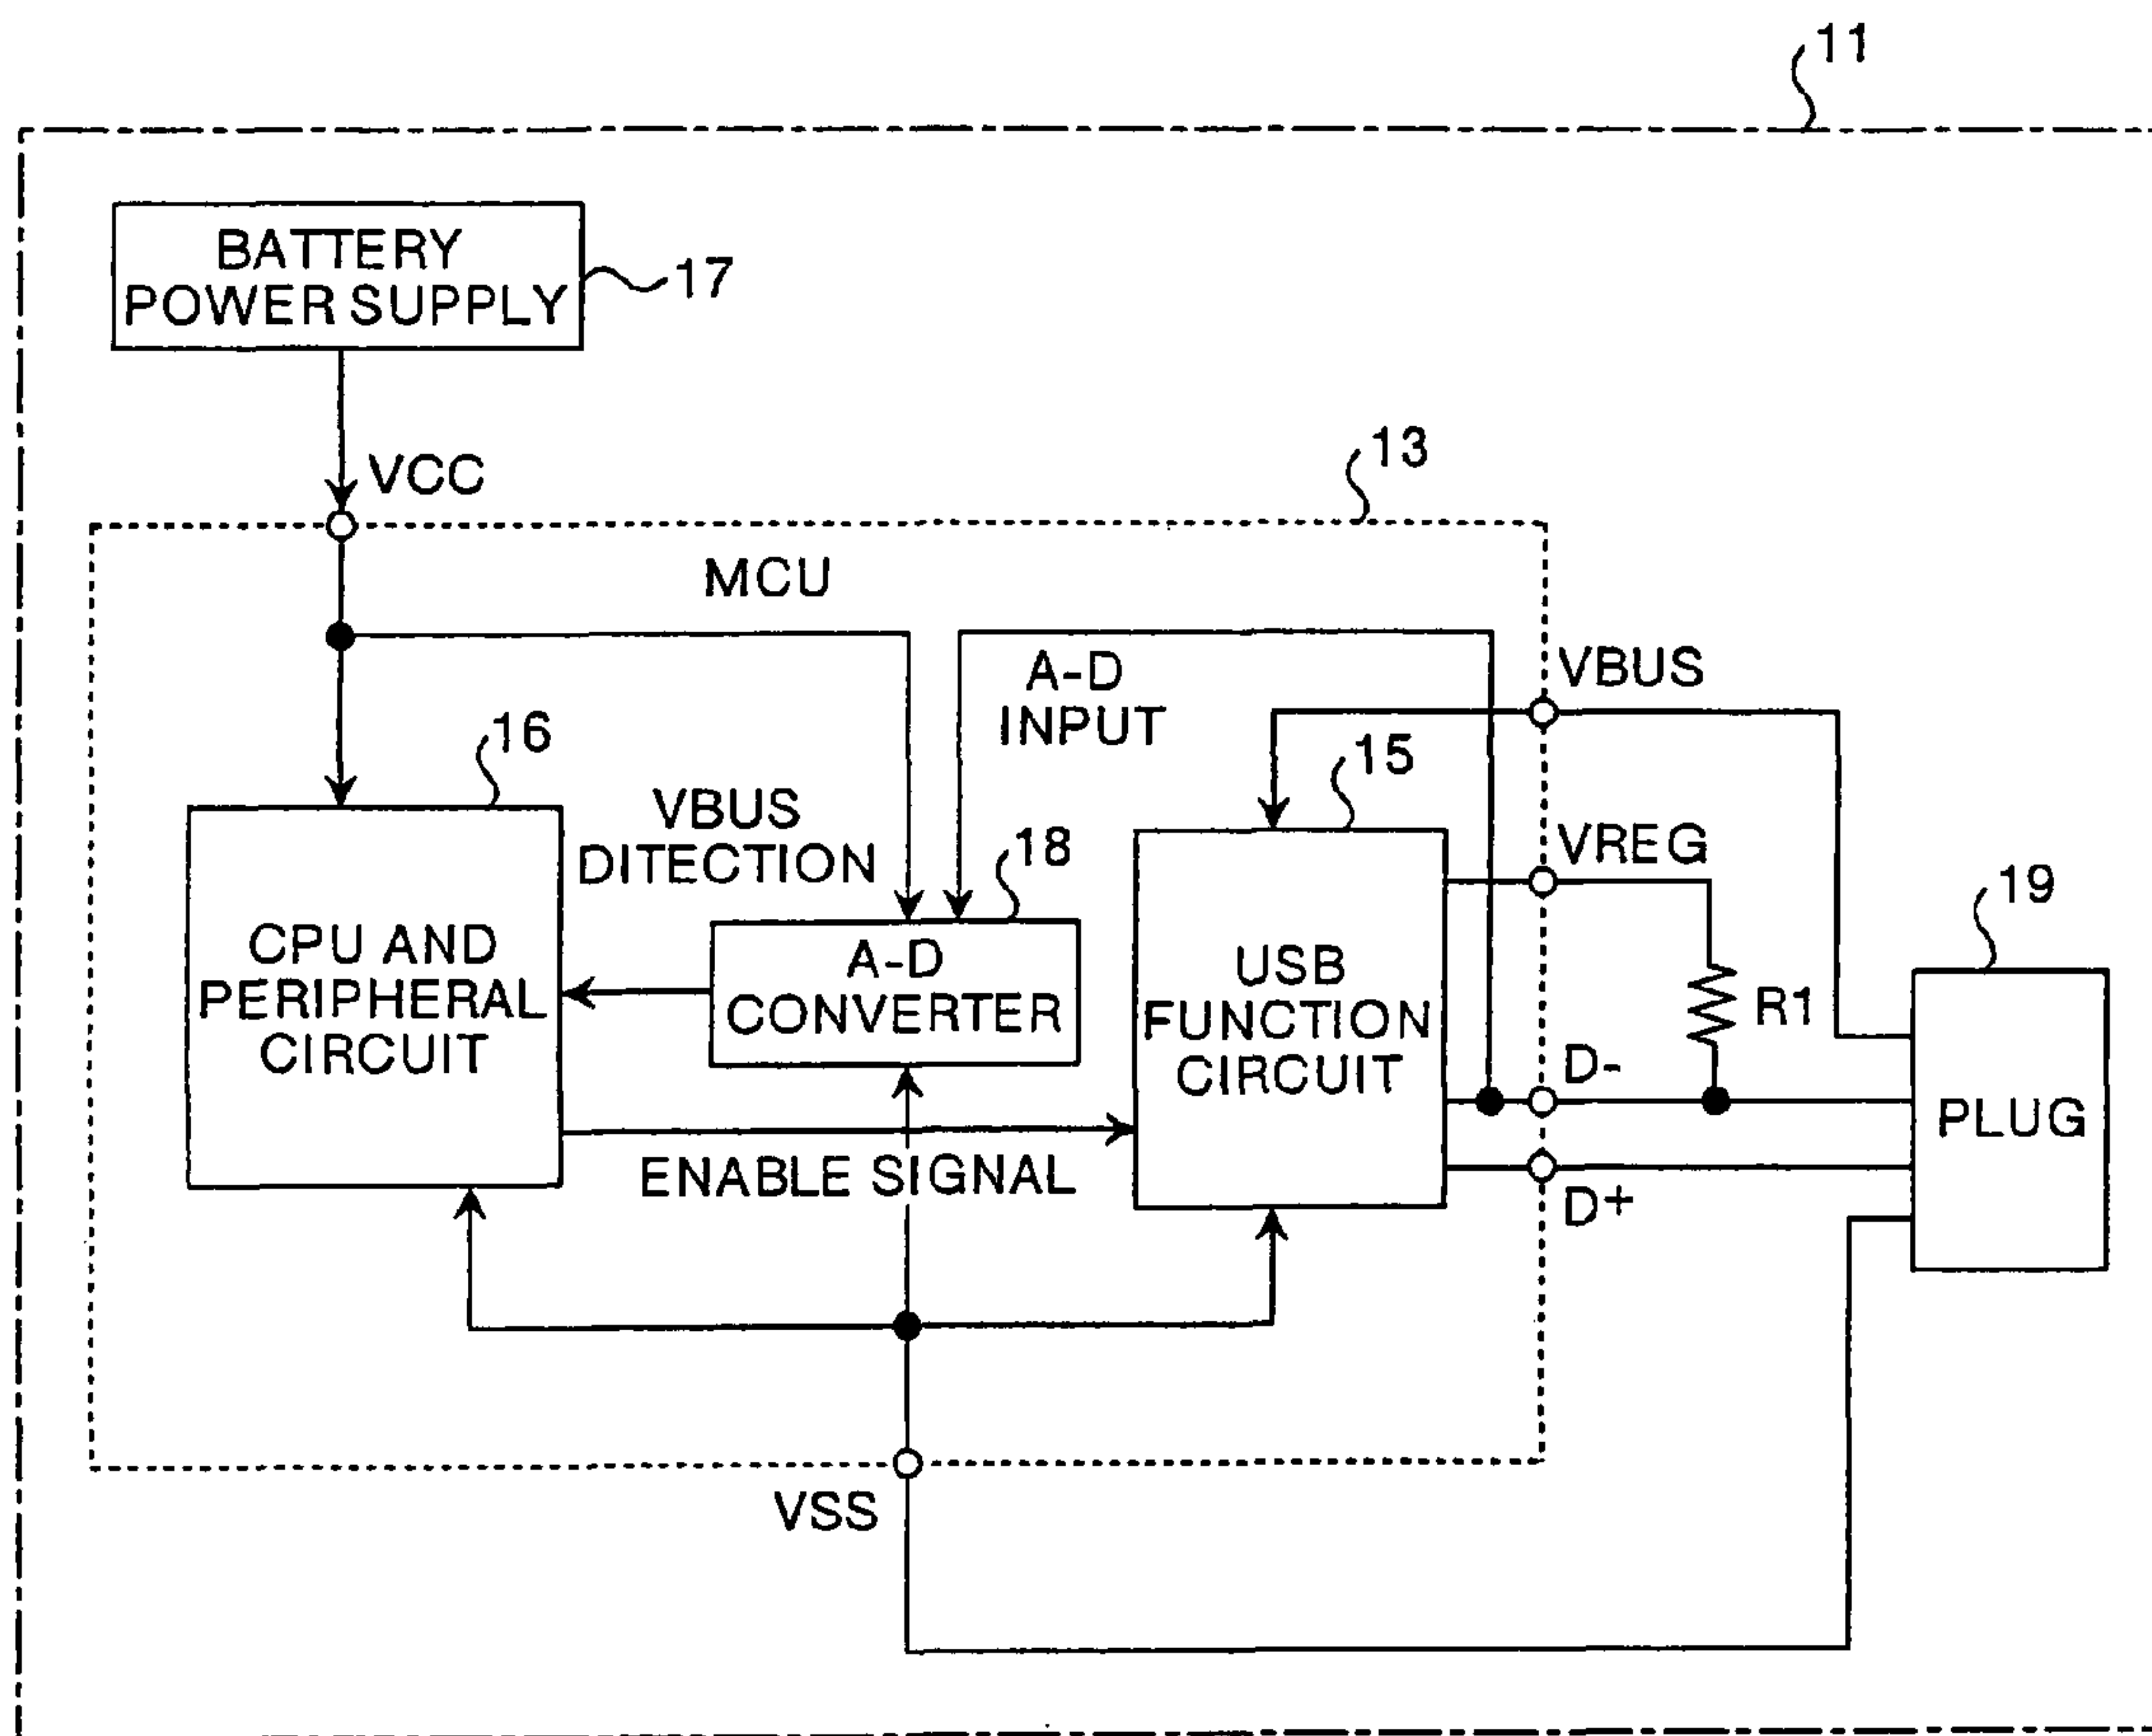 11
BATTERY
POWER SUPPLY
17
VCC
13
MCU
A-D
INPUT
VBUS
16
15
VBUS
DITECTION
18
VREG
19
CPU AND
PERIPHERAL
CIRCUIT
A-D
CONVERTER
USB
FUNCTION
CIRCUIT
R1
D-
PLUG
ENABLE SIGNAL
D+
VSS